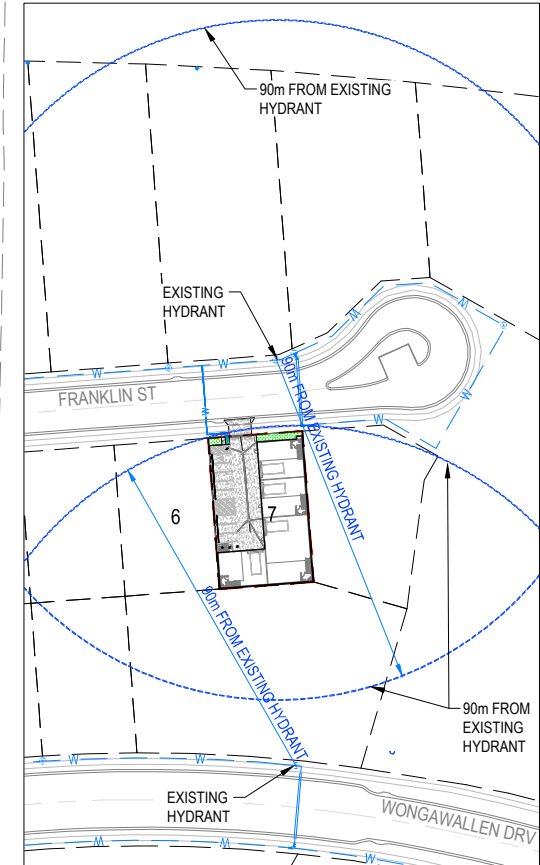 90m FROM EXISTING
HYDRANT
EXISTING
HYDRANT
W
W
W
W
W
W
W
FRANKLIN ST
90m FROM EXISTING HYDRANT
6
7
90m FROM EXISTING HYDRANT
90m FROM
EXISTING
HYDRANT
W
W
EXISTING
HYDRANT
WONGAWALLEN DRV
W
W
W